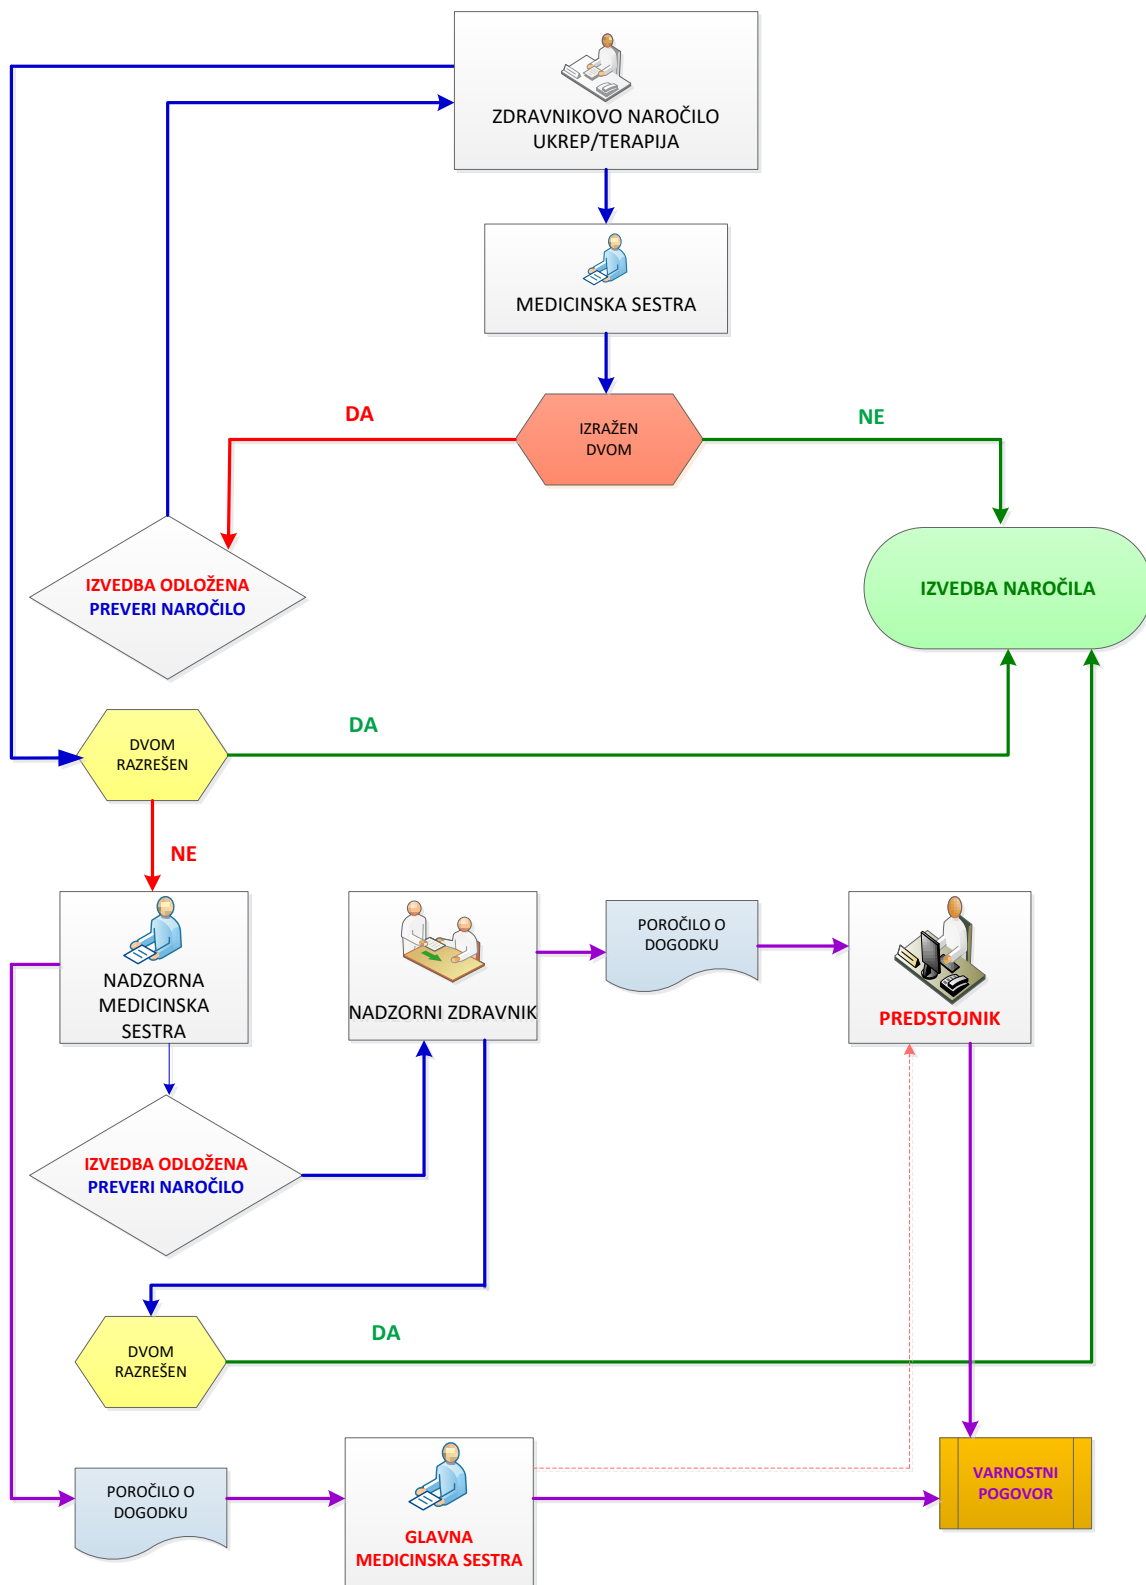 ZDRAVNIKOVO NAROČILO
UKREP/TERAPIJA
MEDICINSKA SESTRA
DA
NE
IZRAŽEN
DVOM
IZVEDBA ODLOŽENA
PREVERI NAROČILO
IZVEDBA NAROČILA
DVOM
RAZREŠEN
DA
NE
NADZORNA
MEDICINSKA
SESTRA
NADZORNI ZDRAVNIK
POROČILO O
DOGODKU
PREDSTOJNIK
IZVEDBA ODLOŽENA
PREVERI NAROČILO
DVOM
RAZREŠEN
DA
POROČILO O
DOGODKU
GLAVNA
MEDICINSKA SESTRA
VARNOSTNI
POGOVOR